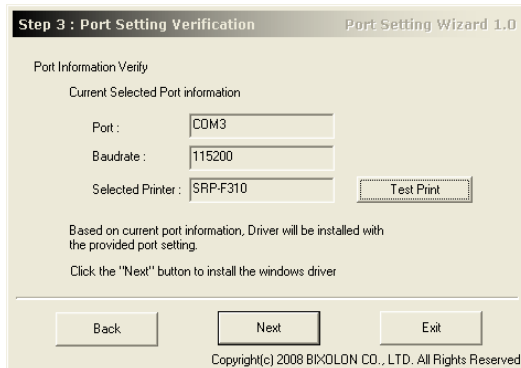 Step 3 : Port Setting Verification Port Setting Wizard 1.0
Port Information Verify
Current Selected Port information
Port : COM3
Baudrate : 115200
Selected Printer : SRP-F310 Test Print
Based on current port information, Driver will be installed with
the provided port setting.
Click the "Next" button to install the windows driver
Back Next Exit
Copyright(c) 2008 BIXOLON CO., LTD. All Rights Reserved